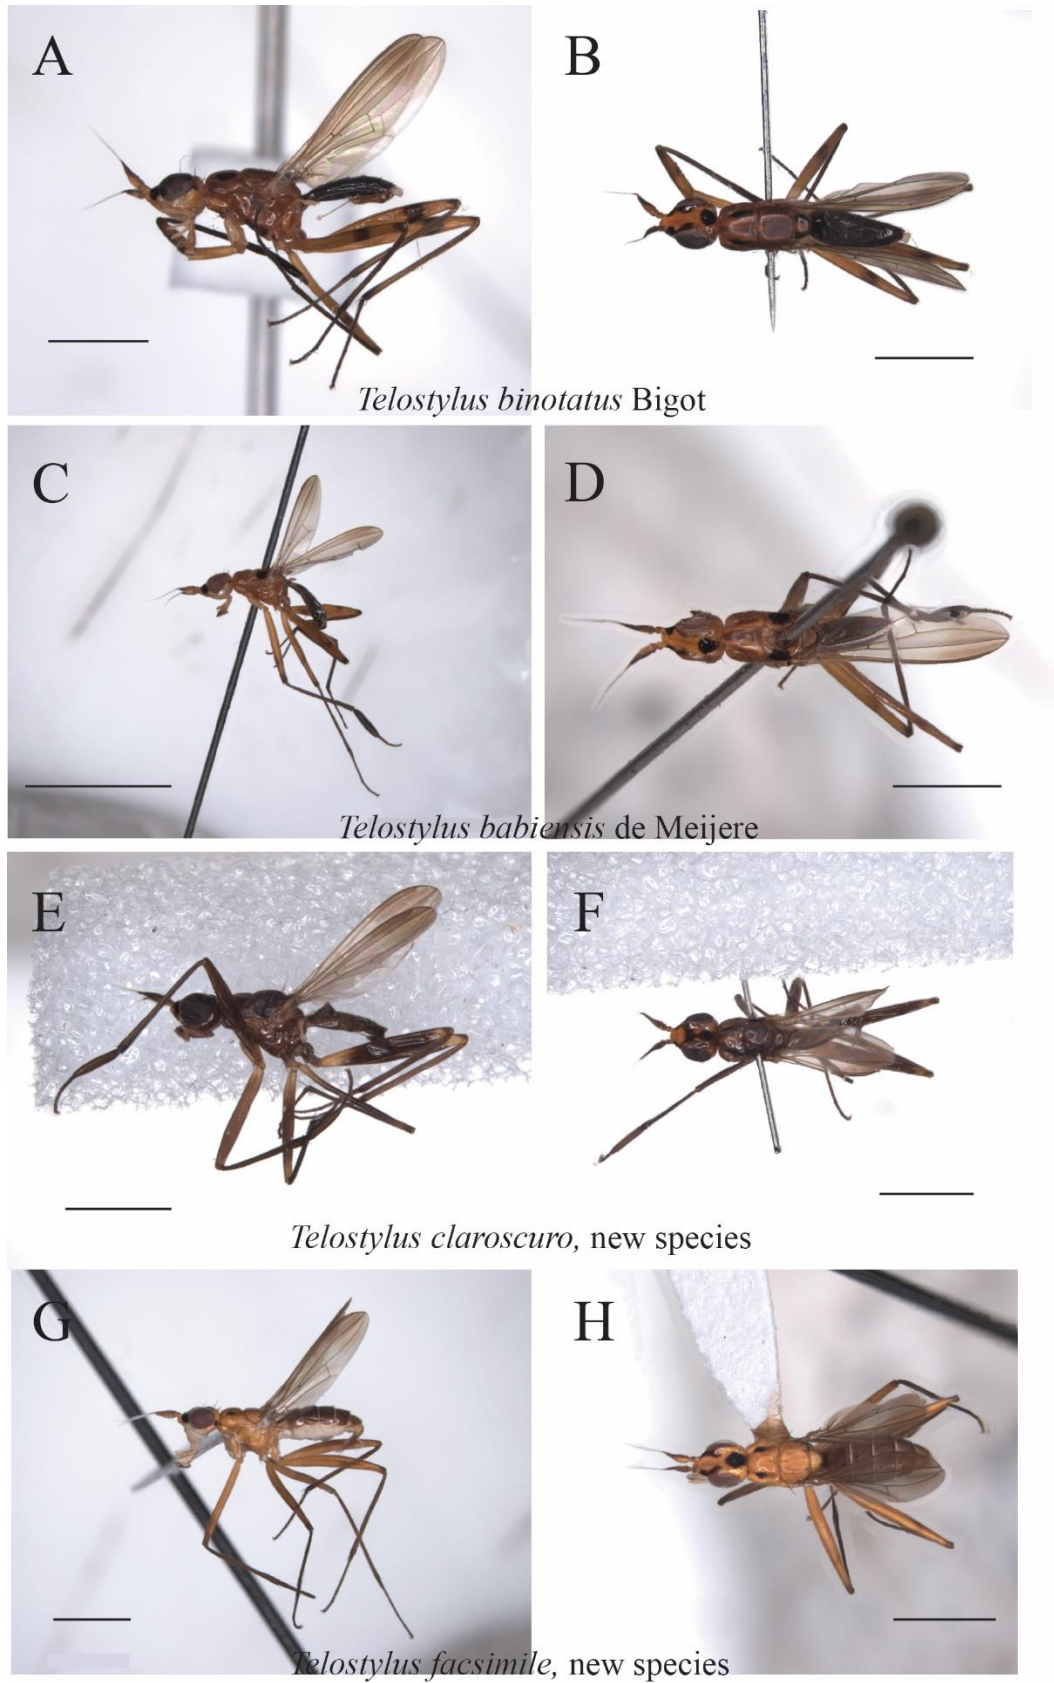 A B
Telostylus binotatus Bigot
C D
Telostylus babiensis de Meijere
E F
Telostylus claroscuro, new species
G H
Telostylus facsimile, new species